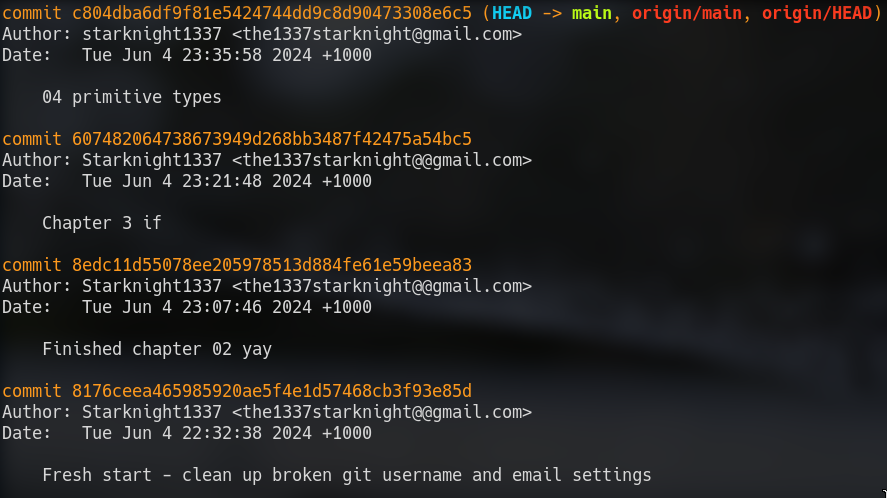 commit c804dba6df9f81e5424744dd9c8d90473308e6c5 (HEAD -> main, origin/main, origin/HEAD)
Author: starknight1337 <the1337starknight@gmail.com>
Date:   Tue Jun 4 23:35:58 2024 +1000
04 primitive types
commit 607482064738673949d268bb3487f42475a54bc5
Author: Starknight1337 <the1337starknight@@gmail.com>
Date:   Tue Jun 4 23:21:48 2024 +1000
Chapter 3 if
commit 8edc11d55078ee205978513d884fe61e59beea83
Author: Starknight1337 <the1337starknight@@gmail.com>
Date:   Tue Jun 4 23:07:46 2024 +1000
Finished chapter 02 yay
commit 8176ceea465985920ae5f4e1d57468cb3f93e85d
Author: Starknight1337 <the1337starknight@@gmail.com>
Date:   Tue Jun 4 22:32:38 2024 +1000
Fresh start - clean up broken git username and email settings